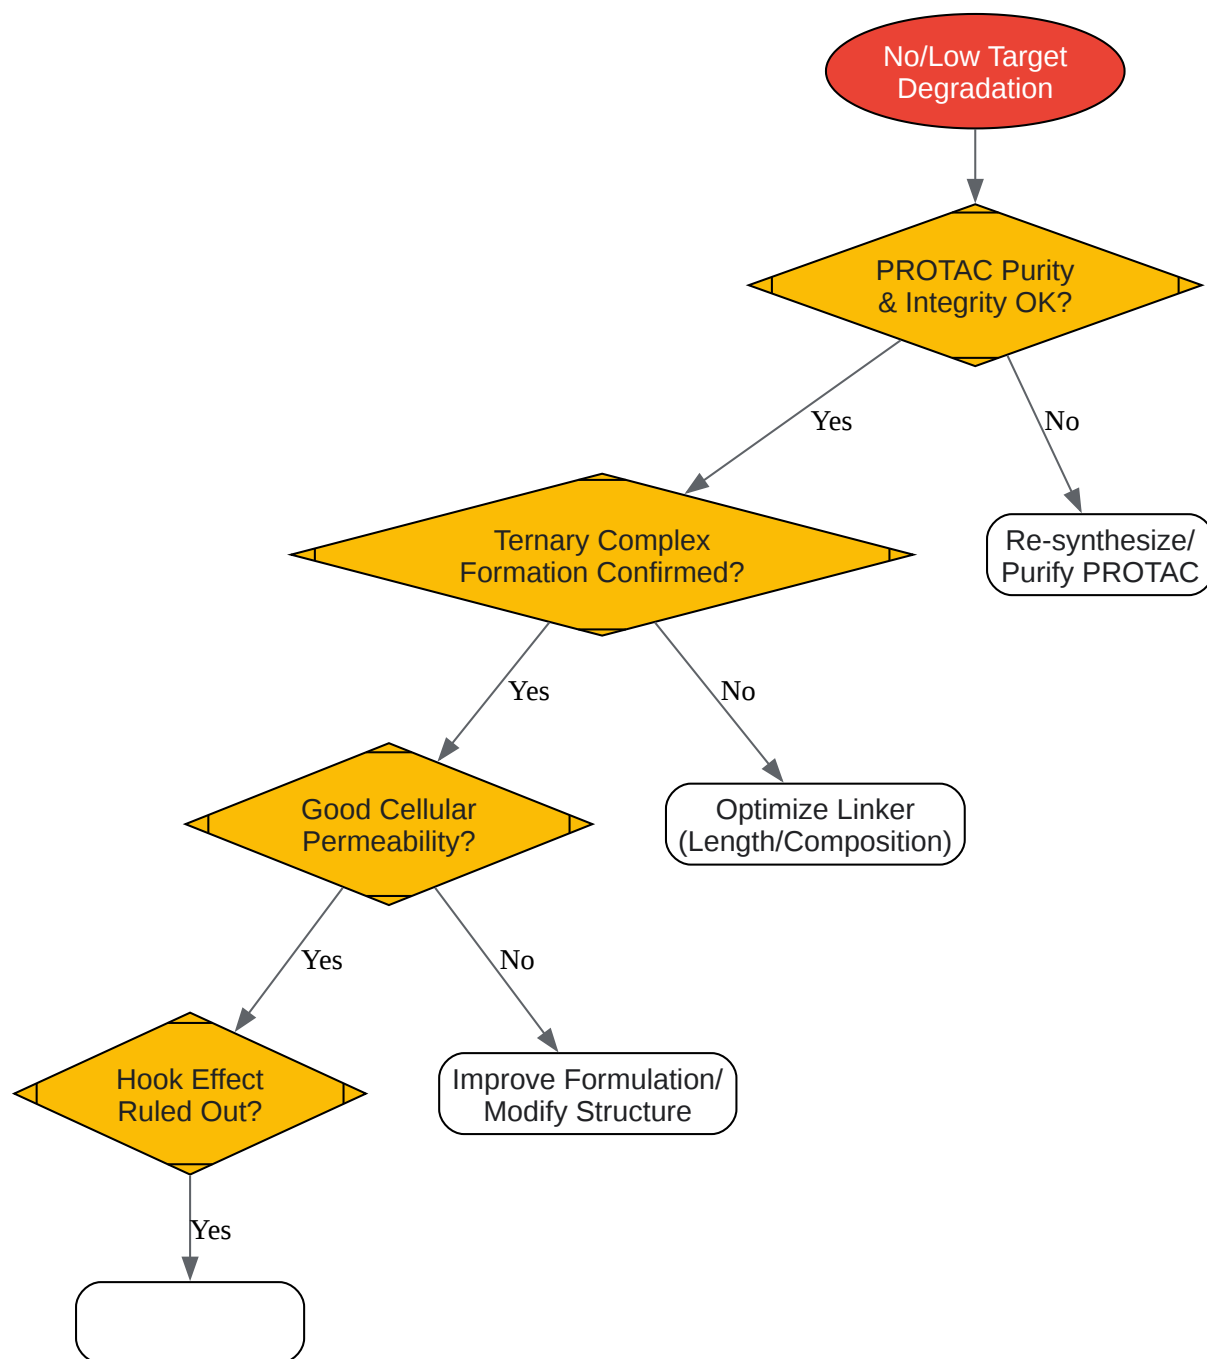 No/Low Target
Degradation
PROTAC Purity
& Integrity OK?
Yes
No
Ternary Complex
Formation Confirmed?
Re-synthesize/
Purify PROTAC
Yes
No
Good Cellular
Permeability?
Optimize Linker
(Length/Composition)
Yes
No
Hook Effect
Ruled Out?
Improve Formulation/
Modify Structure
Yes